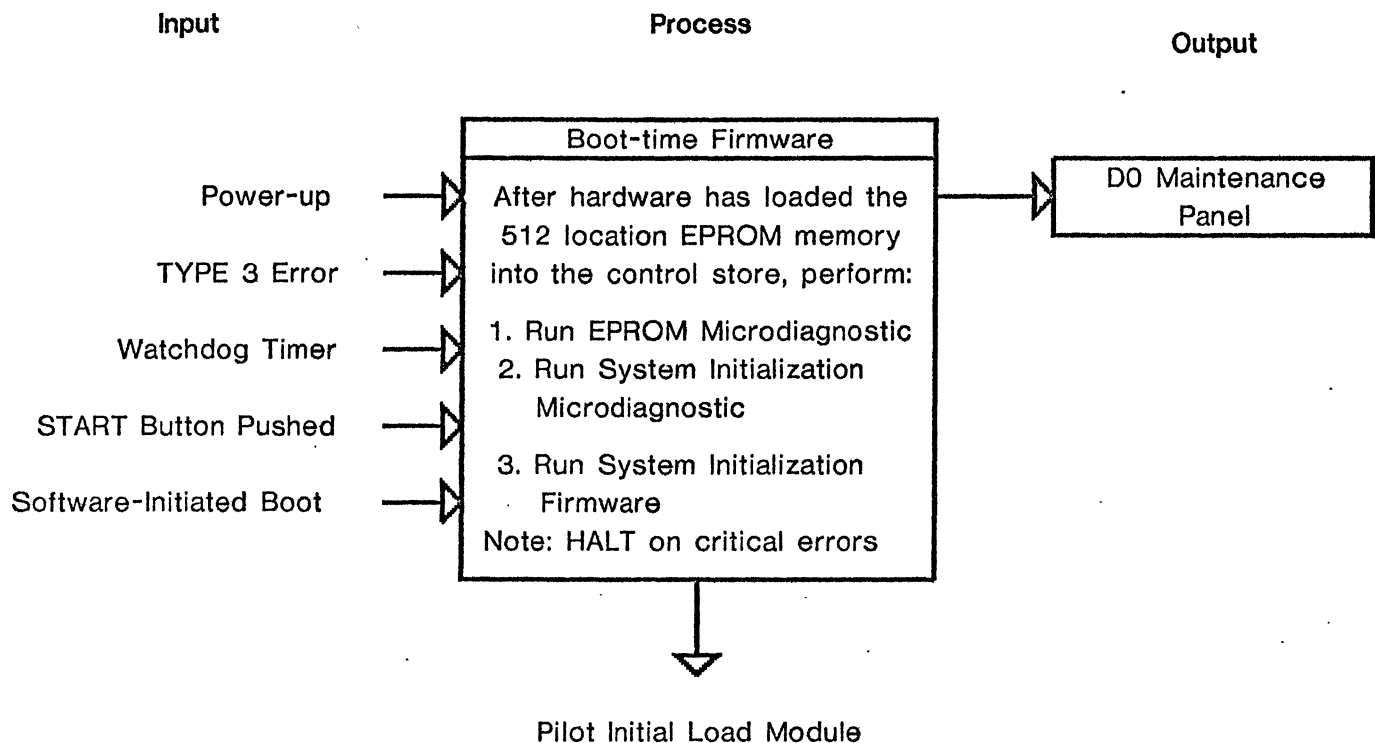 Input
Process
Output
Boot-time Firmware
Power-up
TYPE 3 Error
Watchdog Timer
START Button Pushed
Software-Initiated Boot
After hardware has loaded the
512 location EPROM memory
into the control store, perform:
1. Run EPROM Microdiagnostic
2. Run System Initialization
Microdiagnostic
3. Run System Initialization
Firmware
Note: HALT on critical errors
D0 Maintenance
Panel
Pilot Initial Load Module